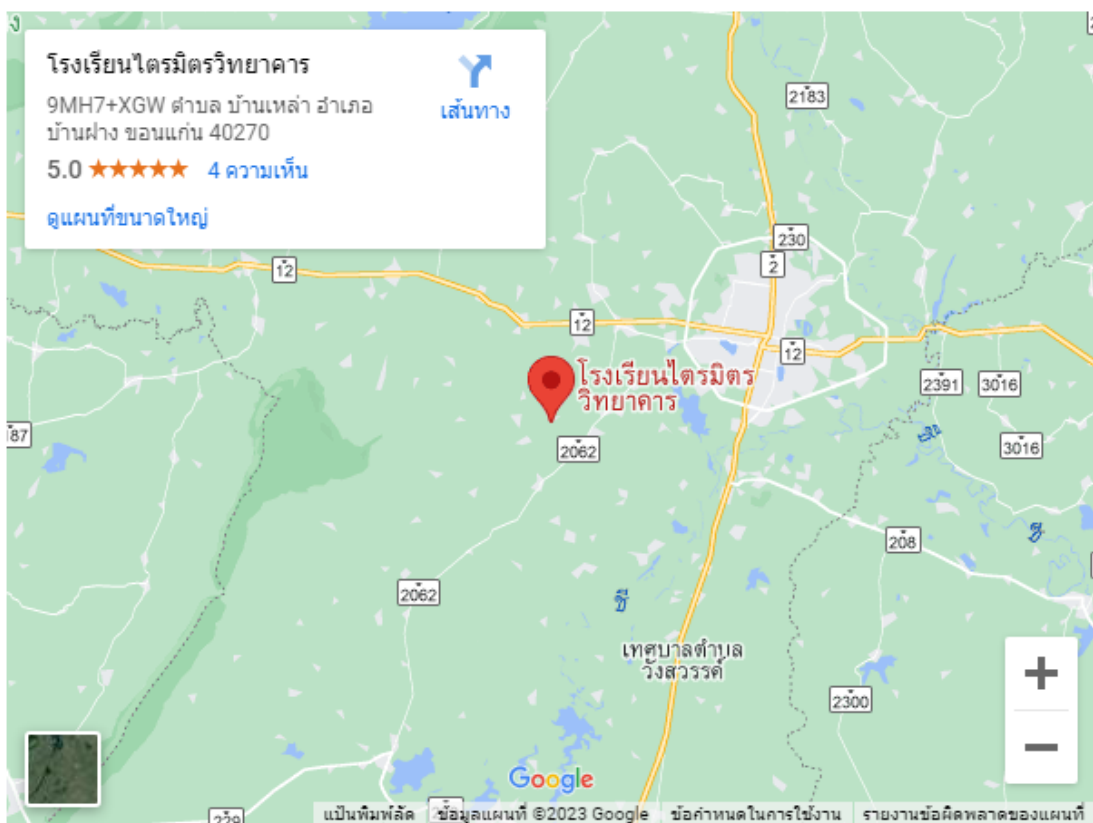 โรงเรียนไตรมิตรวิทยาคาร
9MH7+XGW ตำบล บ้านเหล่า อำเภอ
บ้านฝาง ขอนแก่น 40270
เส้นทาง
5.0 ★★★★★ 4 ความเห็น
ดูแผนที่ขนาดใหญ่
2183
230
2
12
12
12
โรงเรียนไตรมิตร
วิทยาคาร
2391
3016
187
2062
3016
208
ชี
2062
ชี
เทศบาลตำบล
วังสวรรค์
2300
+
−
Google
229
แป้นพิมพ์ลัด
ข้อมูลแผนที่ ©2023 Google
ข้อกำหนดในการใช้งาน
รายงานข้อผิดพลาดของแผนที่